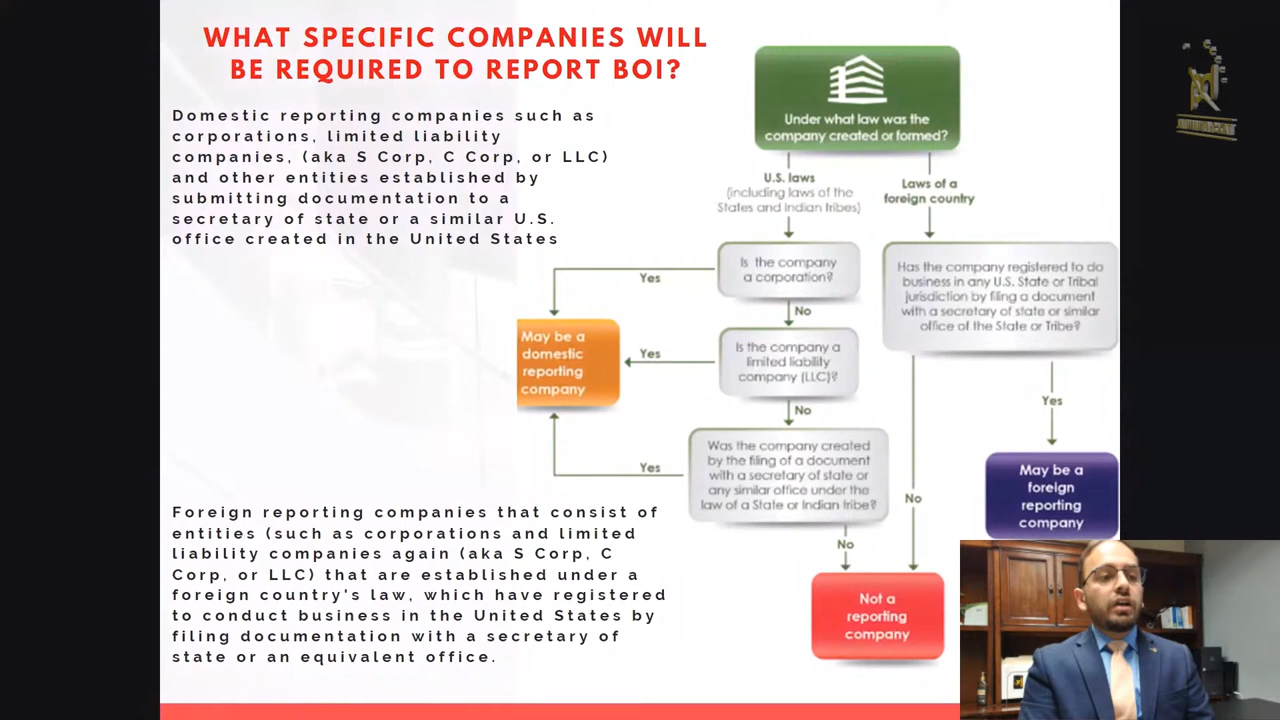 WHAT SPECIFIC COMPANIES WILL
BE REQUIRED TO REPORT BOI?
Domestic reporting companies such as
corporations, limited liability
companies, (aka S Corp, C Corp, or LLC)
and other entities established by
submitting documentation to a
secretary of state or a similar U.S.
office created in the United States
Foreign reporting companies that consist of
entities (such as corporations and limited
liability companies again (aka S Corp, C
Corp, or LLC) that are established under a
foreign country's law, which have registered
to conduct business in the United States by
filing documentation with a secretary of
state or an equivalent office.
Under what law was the
company created or formed?
U.S. laws
(including laws of the
States and Indian tribes)
Laws of a
foreign country
Is the company
a corporation?
Yes
No
Has the company registered to do
business in any U.S. State or Tribal
jurisdiction by filing a document
with a secretary of state or similar
office of the State or Tribe?
May be a
domestic
reporting
company
Yes
Is the company a
limited liability
company (LLC)?
No
Yes
Was the company created
by the filing of a document
with a secretary of state or
any similar office under the
law of a State or Indian tribe?
Yes
No
No
May be a
foreign
reporting
company
Not a
reporting
company